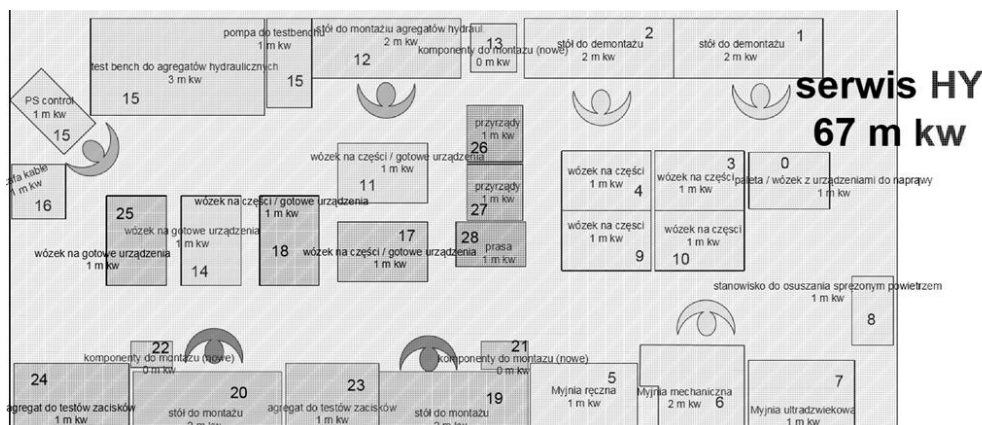 pompa do testbenchu
1 m kw
stół do montażu agregatów hydraul.
2 m kw
12
13
komponenty do montażu (nowe)
0 m kw
2
stół do demontażu
2 m kw
1
stół do demontażu
2 m kw
serwis HY
67 m kw
test bench do agregatów hydraulicznych
3 m kw
15
15
PS control
1 m kw
15
kable
1 m kw
16
przyrządy
1 m kw
26
wózek na części / gotowe urządzenia
1 m kw
11
przyrządy
1 m kw
27
wózek na części
1 m kw
4
3
wózek na części
1 m kw
0
paleta / wózek z urządzeniami do naprawy
1 m kw
25
wózek na gotowe urządzenia
1 m kw
wózek na gotowe urządzenia
1 m kw
14
wózek na części / gotowe urządzenia
1 m kw
18
17
wózek na części / gotowe urządzenia
1 m kw
28
prasa
1 m kw
wózek na częsci
1 m kw
9
wózek na częsci
1 m kw
10
stanowisko do osuszania sprężonym powietrzem
1 m kw
8
22
komponenty do montażu (nowe)
0 m kw
21
komponenty do montażu (nowe)
0 m kw
24
agregat do testów zacisków
1 m kw
20
stół do montażu
2 m kw
23
agregat do testów zacisków
1 m kw
19
stół do montażu
2 m kw
5
Myjnia ręczna
1 m kw
Myjnia mechaniczna
2 m kw
6
7
Myjnia ultradzwiekowa
1 m kw